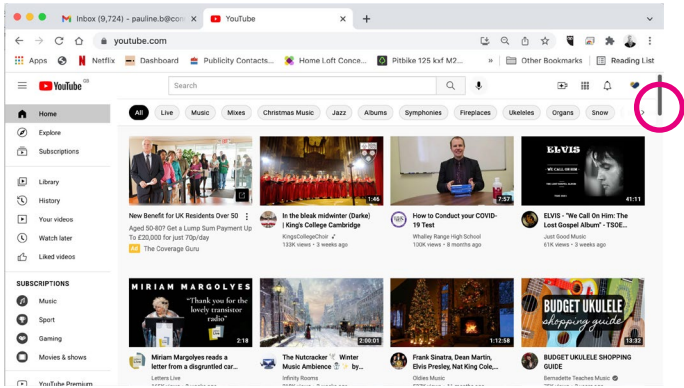 Inbox (9,724) - pauline.b@conn
YouTube
youtube.com
Apps
Netflix
Dashboard
Publicity Contacts...
Home Loft Conce...
Pitbike 125 kxf M2...
»
Other Bookmarks
Reading List
YouTube GB
Search
Home
Explore
Subscriptions
Library
History
Your videos
Watch later
Liked videos
SUBSCRIPTIONS
Music
Sport
Gaming
Movies & shows
YouTube Premium
All
Live
Music
Mixes
Christmas Music
Jazz
Albums
Symphonies
Fireplaces
Ukeleles
Organs
Snow
New Benefit for UK Residents Over 50
Aged 50-80? Get a Lump Sum Payment Up
To £20,000 for just 70p/day
Ad The Coverage Guru
1:46
In the bleak midwinter (Darke)
| King's College Cambridge
KingsCollegeChoir
133K views • 3 weeks ago
7:57
How to Conduct your COVID-
19 Test
Whalley Range High School
100K views • 8 months ago
ELVIS
WE CALL ON HIM
41:11
ELVIS - "We Call On Him: The
Lost Gospel Album" - TSOE...
Just Good Music
61K views • 3 weeks ago
MIRIAM MARGOLYES
"Thank you for the
lovely transistor
radio"
2:18
Miriam Margolyes reads a
letter from a disgruntled car...
Letters Live
2:00:01
The Nutcracker Winter
Music Ambience by...
Infinity Rooms
1:12:58
Frank Sinatra, Dean Martin,
Elvis Presley, Nat King Cole,...
Oldies Music
BUDGET UKULELE
shopping guide
13:32
BUDGET UKULELE SHOPPING
GUIDE
Bernadette Teaches Music